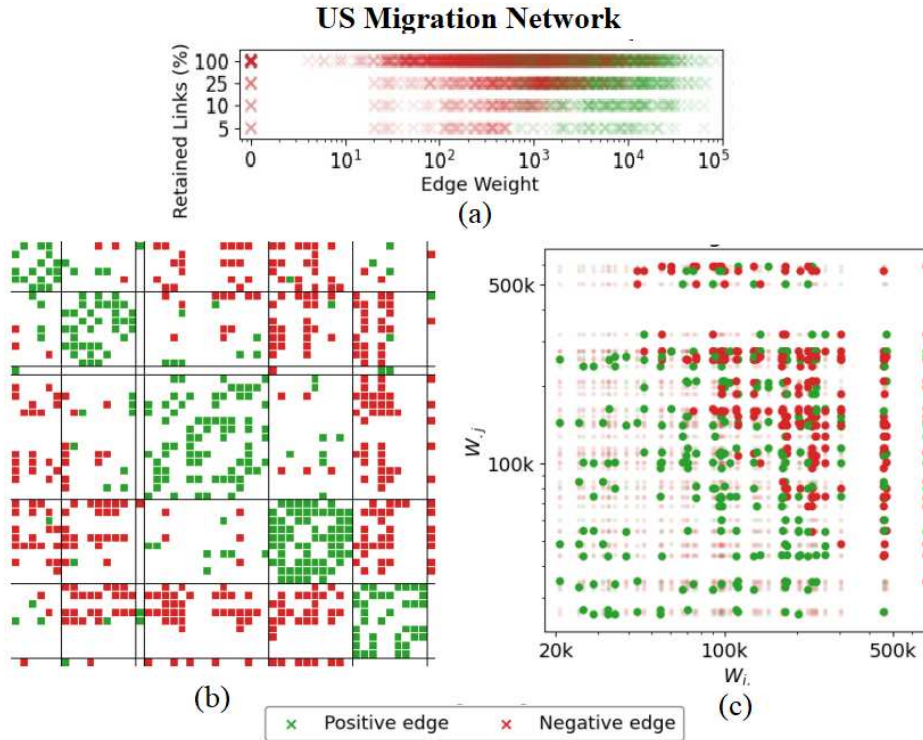 US Migration Network
Retained Links (%)
100
25
10
5
0 10¹ 10² 10³ 10⁴ 10⁵
Edge Weight
(a)
500k
100k
W.j
20k 100k 500k
Wi.
(b)
(c)
Positive edge Negative edge